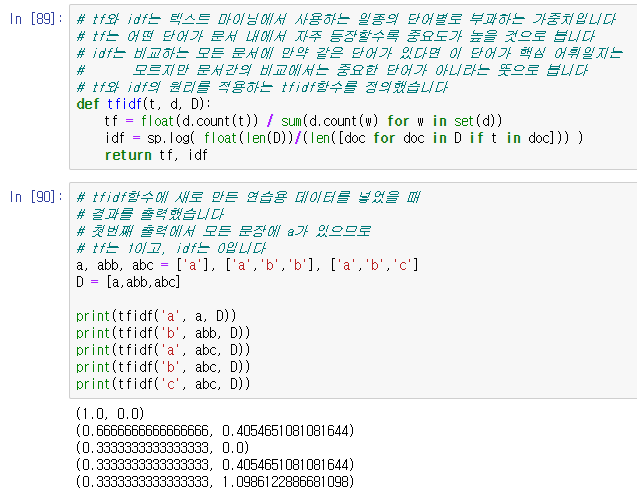 In [89]: # tf와 idf는 텍스트 마이닝에서 사용하는 일종의 단어별로 부과하는 가중치입니다
# tf는 어떤 단어가 문서 내에서 자주 등장할수록 중요도가 높을 것으로 봅니다
# idf는 비교하는 모든 문서에 만약 같은 단어가 있다면 이 단어가 핵심 어휘일지는
# 모르지만 문서간의 비교에서는 중요한 단어가 아니라는 뜻으로 봅니다
# tf와 idf의 원리를 적용하는 tfidf함수를 정의했습니다
def tfidf(t, d, D):
    tf = float(d.count(t)) / sum(d.count(w) for w in set(d))
    idf = sp.log( float(len(D))/(len([doc for doc in D if t in doc])) )
    return tf, idf
In [90]: # tfidf함수에 새로 만든 연습용 데이터를 넣었을 때
# 결과를 출력했습니다
# 첫번째 출력에서 모든 문장에 a가 있으므로
# tf는 1이고, idf는 0입니다
a, abb, abc = ['a'], ['a','b','b'], ['a','b','c']
D = [a,abb,abc]
print(tfidf('a', a, D))
print(tfidf('b', abb, D))
print(tfidf('a', abc, D))
print(tfidf('b', abc, D))
print(tfidf('c', abc, D))
(1.0, 0.0)
(0.6666666666666666, 0.4054651081081644)
(0.3333333333333333, 0.0)
(0.3333333333333333, 0.4054651081081644)
(0.3333333333333333, 1.0986122886681098)